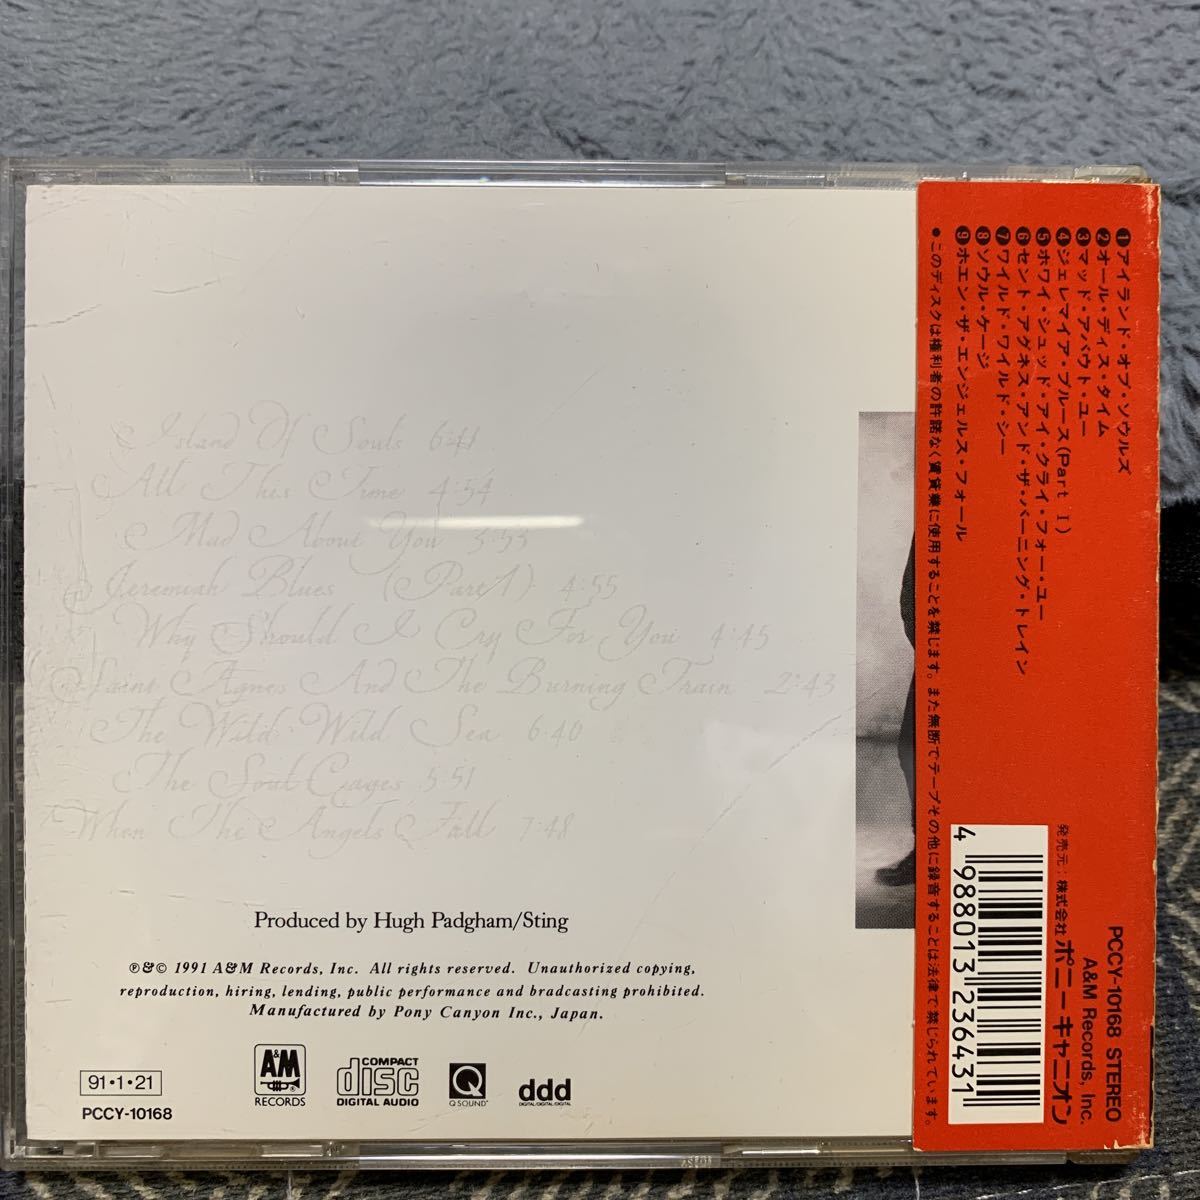 Island Of Souls 6:41
All This Time 4:54
Mad About You 3:53
Jeremiah Blues (Part 1) 4:55
Why Should I Cry For You 4:45
Saint Agnes And The Burning Train 2:43
The Wild Wild Sea 6:40
The Soul Cages 5:51
When The Angels Fall 7:48
Produced by Hugh Padgham/Sting
℗&© 1991 A&M Records, Inc. All rights reserved. Unauthorized copying,
reproduction, hiring, lending, public performance and bradcasting prohibited.
Manufactured by Pony Canyon Inc., Japan.
91・1・21
PCCY-10168
A&M
RECORDS
COMPACT
disc
DIGITAL AUDIO
Q
Q SOUND
ddd
DIGITAL/DIGITAL/DIGITAL
❶アイランド・オブ・ソウルズ
❷オール・ディス・タイム
❸マッド・アバウト・ユー
❹ジェレマイア・ブルース(Part I)
❺ホワイ・シュッド・アイ・クライ・フォー・ユー
❻セント・アグネス・アンド・ザ・バーニング・トレイン
❼ワイルド・ワイルド・シー
❽ソウル・ケージ
❾ホエン・ザ・エンジェルス・フォール
●このディスクは権利者の許諾なく賃貸業に使用することを禁じます。また無断でテープその他に録音することは法律で禁じられています。
PCCY-10168 STEREO
A&M Records, Inc.
発売元：株式会社ポニーキャニオン
4 988013 236431